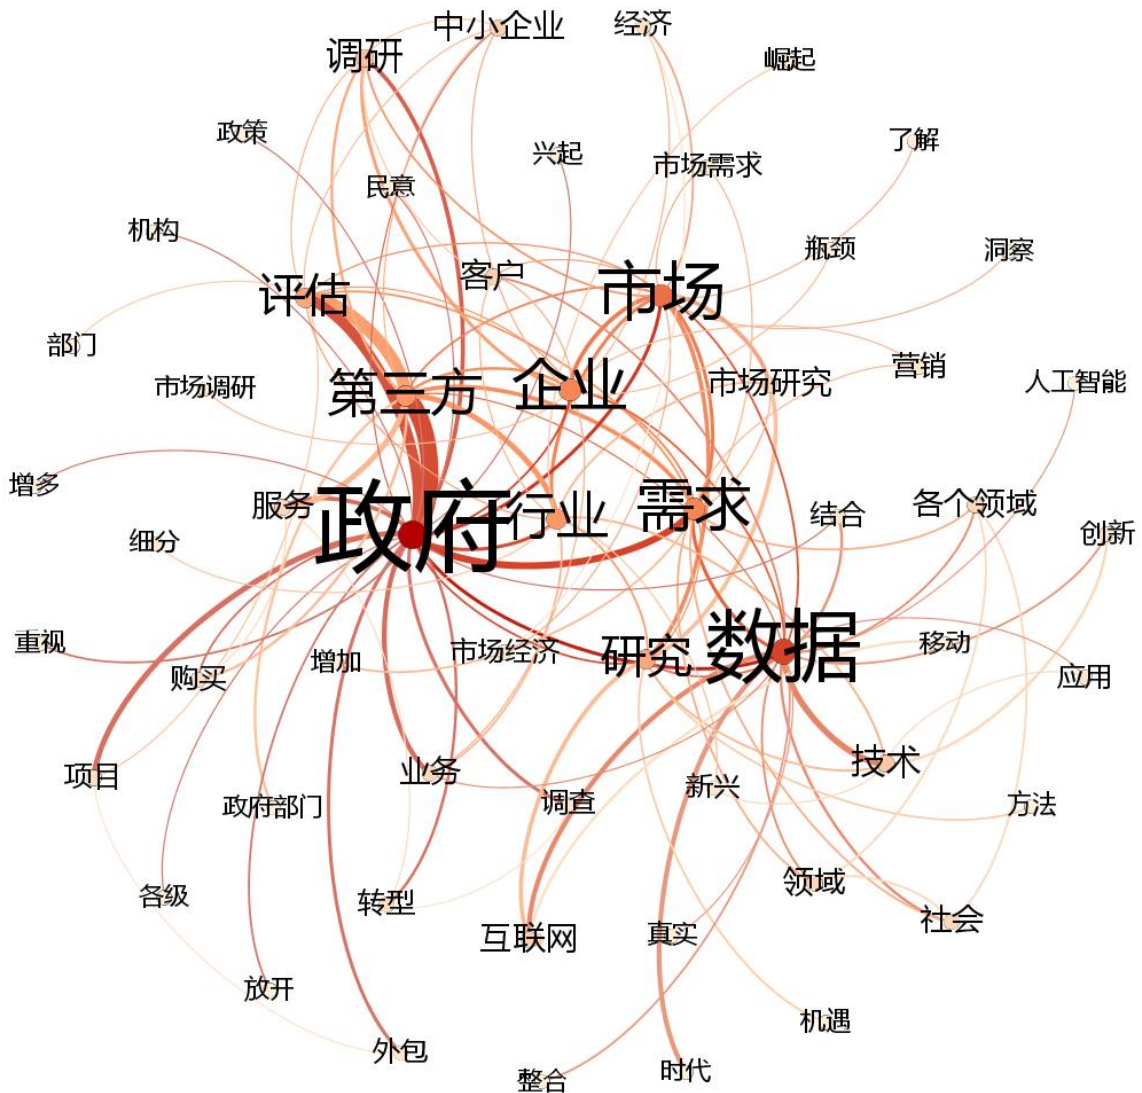 中小企业
经济
调研
崛起
政策
了解
兴起
市场需求
民意
机构
瓶颈
洞察
客户
评估
市场
部门
营销
市场调研
第三方
企业
市场研究
人工智能
增多
服务
各个领域
需求
政府
行业
结合
创新
细分
重视
移动
市场经济
研究
数据
增加
购买
应用
项目
业务
技术
新兴
调查
政府部门
方法
领域
各级
转型
社会
互联网
真实
放开
机遇
外包
时代
整合